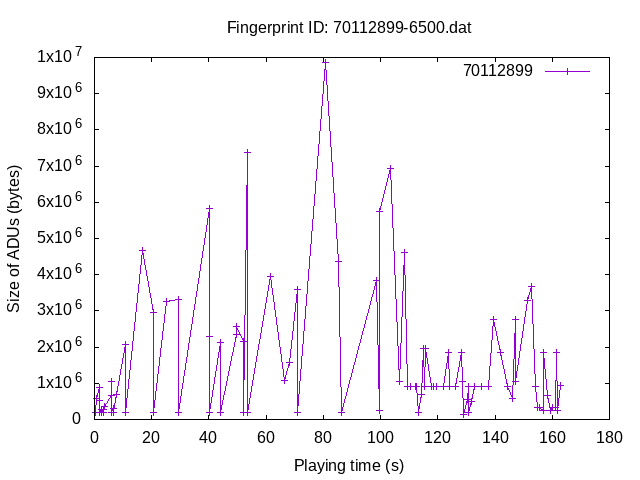 Fingerprint ID: 70112899-6500.dat
70112899
1x10^7
9x10^6
8x10^6
7x10^6
6x10^6
5x10^6
4x10^6
3x10^6
2x10^6
1x10^6
0
Size of ADUs (bytes)
0 20 40 60 80 100 120 140 160 180
Playing time (s)